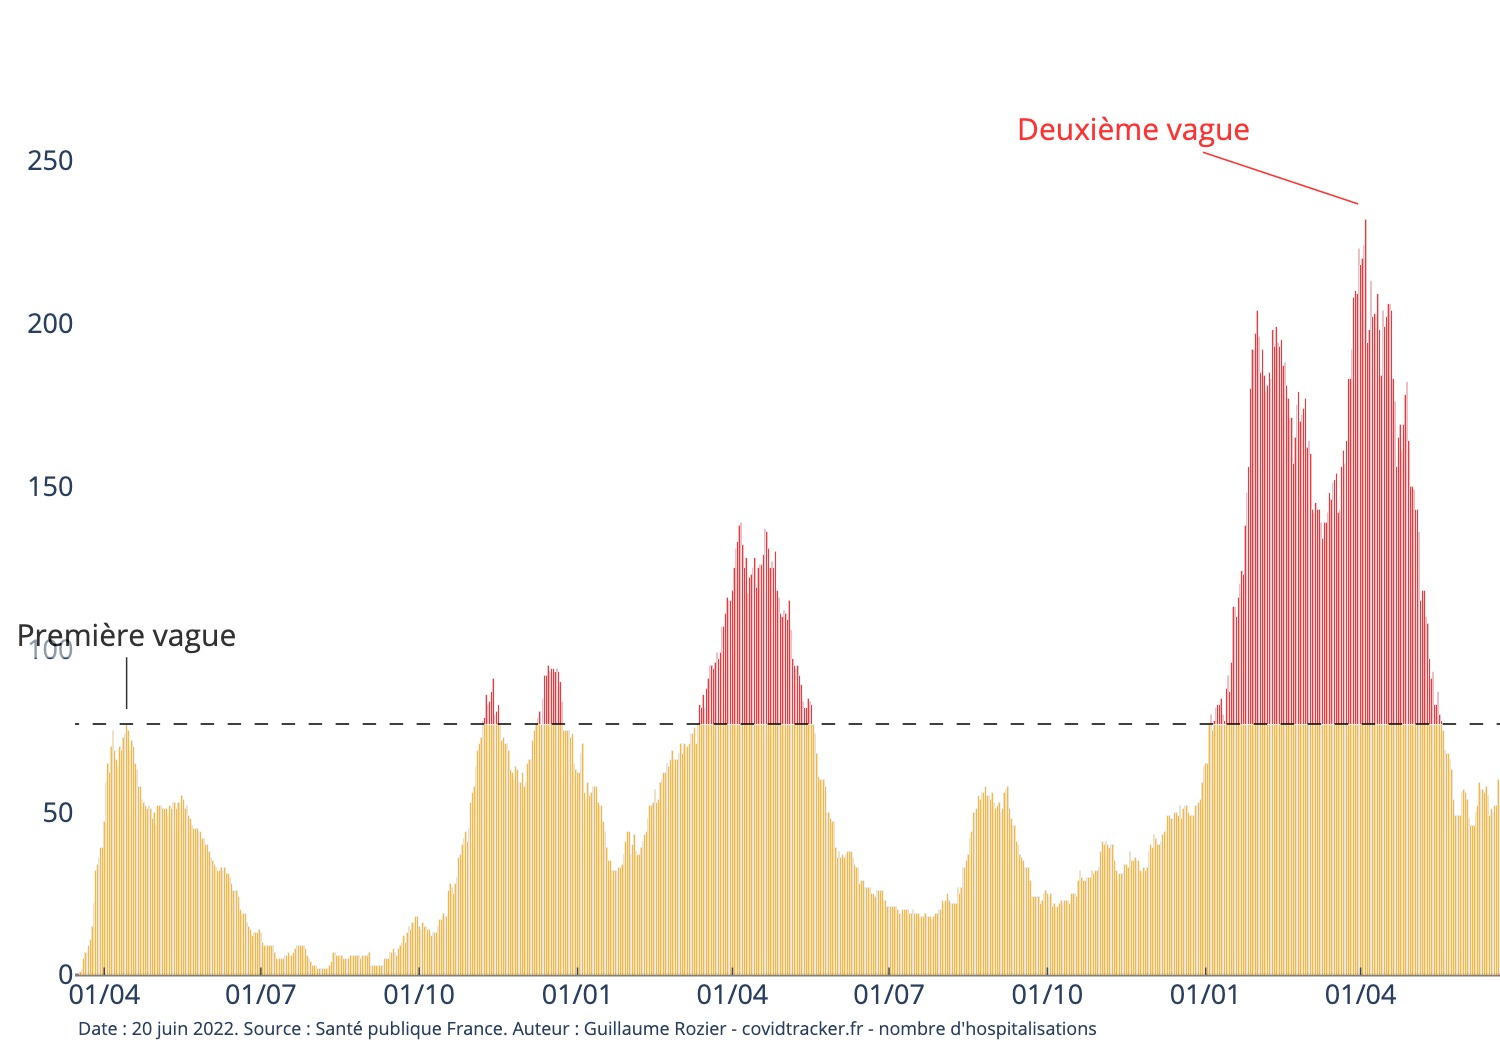 Deuxième vague
250
200
150
Première vague
100
50
0
01/04 01/07 01/10 01/01 01/04 01/07 01/10 01/01 01/04
Date : 20 juin 2022. Source : Santé publique France. Auteur : Guillaume Rozier - covidtracker.fr - nombre d'hospitalisations